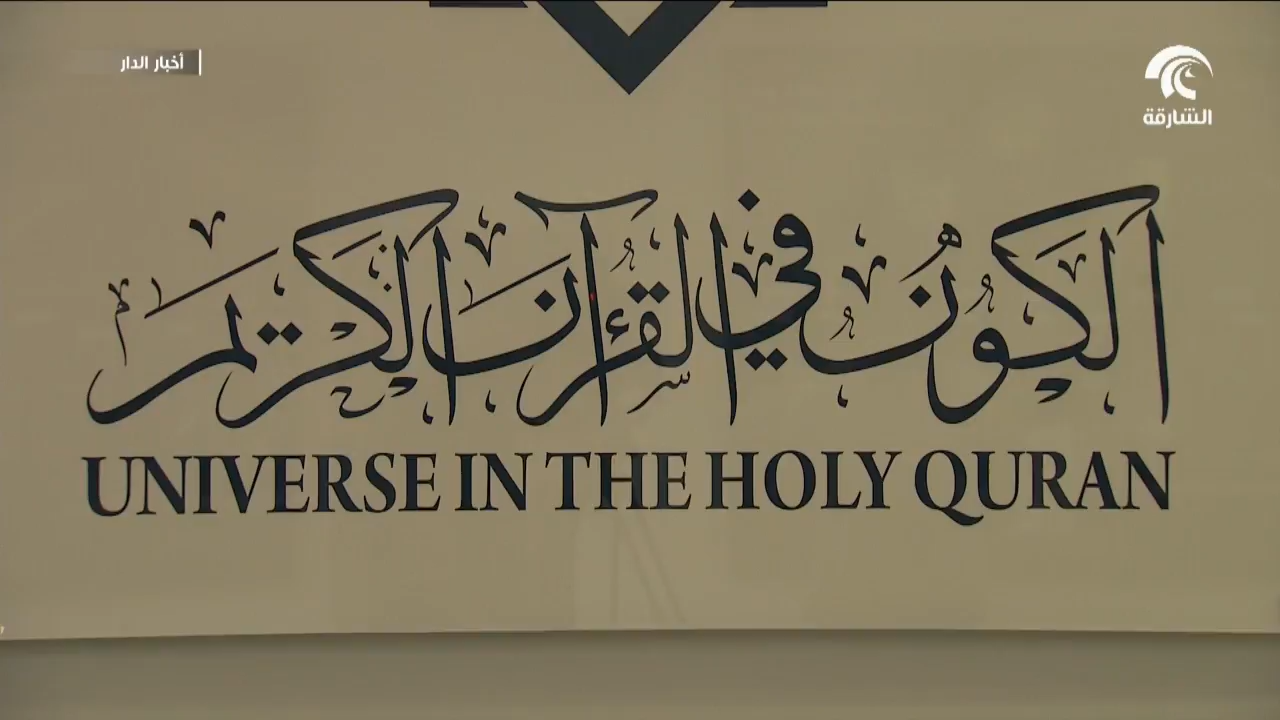 أخبار الدار
الشارقة
الكون في القرآن الكريم
UNIVERSE IN THE HOLY QURAN